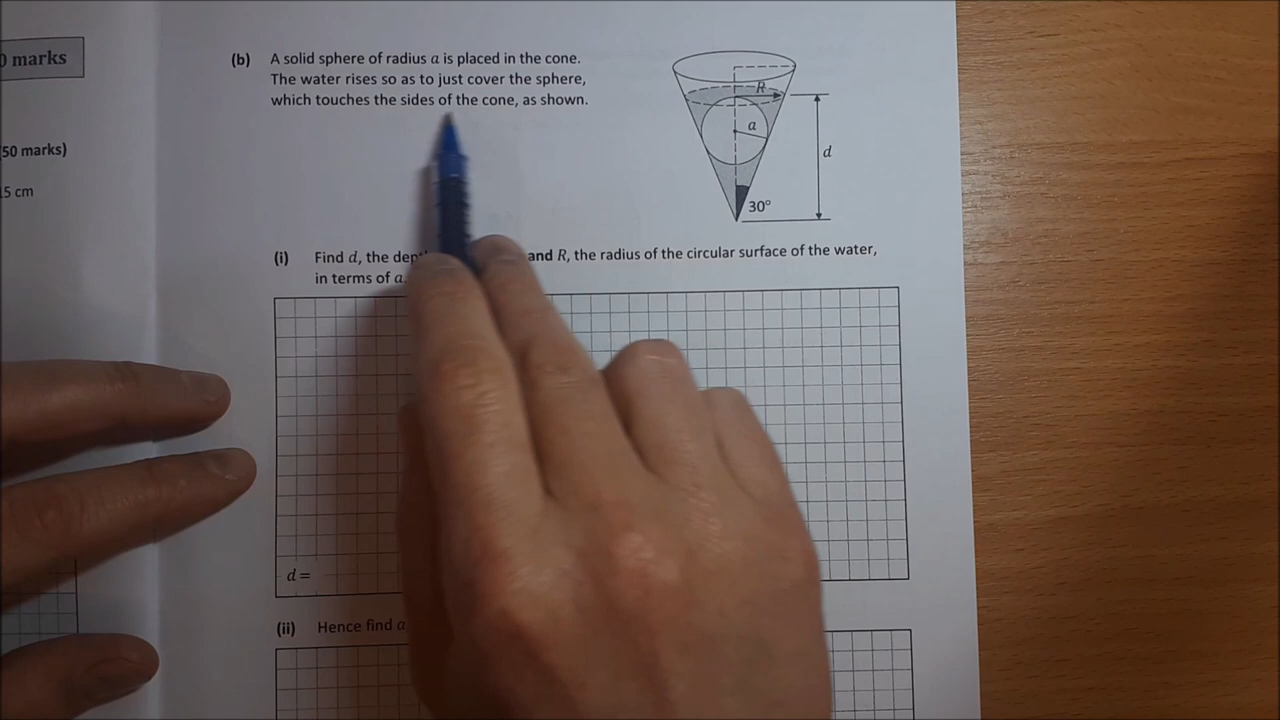 0 marks
50 marks)
15 cm
(b) A solid sphere of radius a is placed in the cone.
The water rises so as to just cover the sphere,
which touches the sides of the cone, as shown.
R
a
d
30°
(i) Find d, the and R, the radius of the circular surface of the water,
in terms of a.
d =
(ii) Hence find a